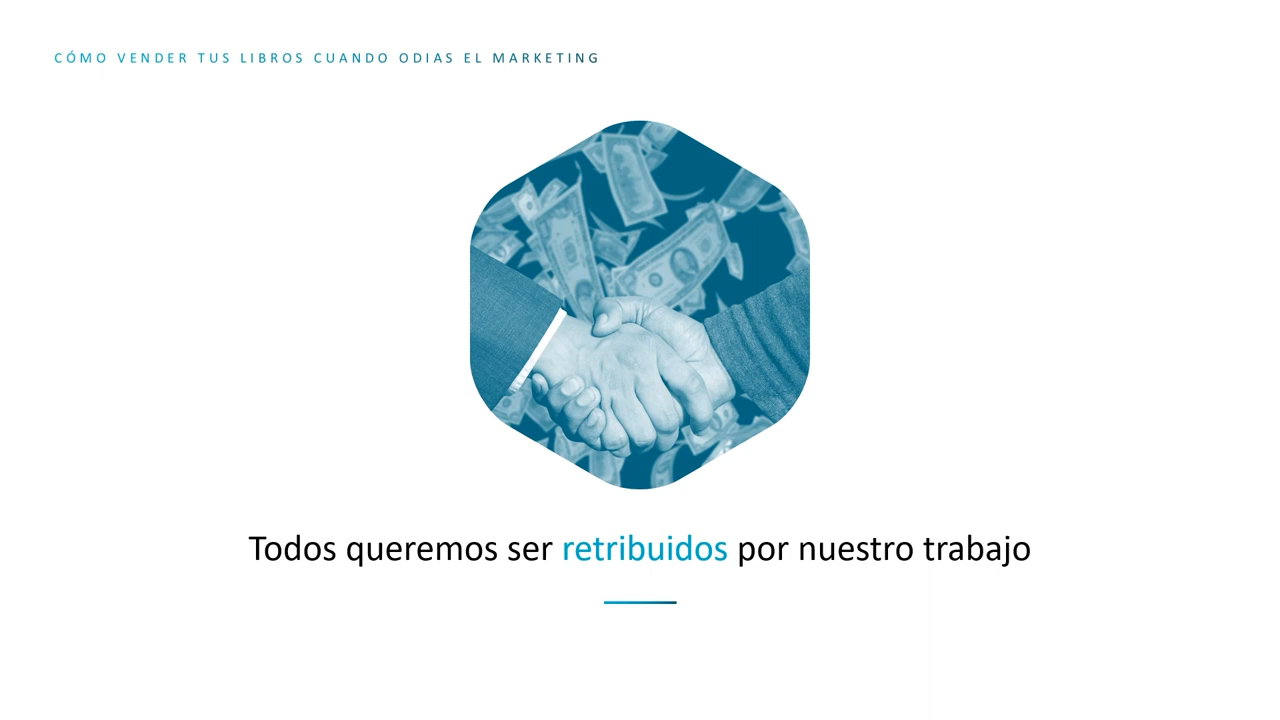 CÓMO VENDER TUS LIBROS CUANDO ODIAS EL MARKETING
Todos queremos ser retribuidos por nuestro trabajo